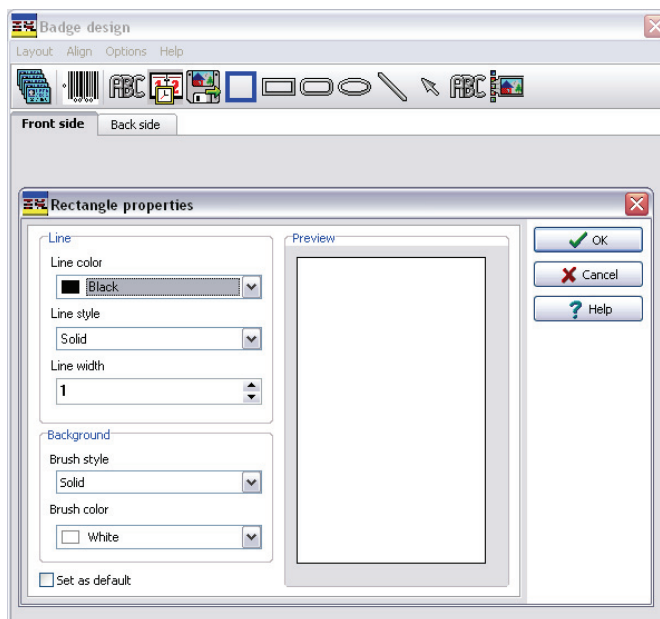 Badge design
Layout Align Options Help
ABC ABC
Front side Back side
Rectangle properties
Line
Line color
Black
Line style
Solid
Line width
1
Background
Brush style
Solid
Brush color
White
Set as default
Preview
OK
Cancel
? Help